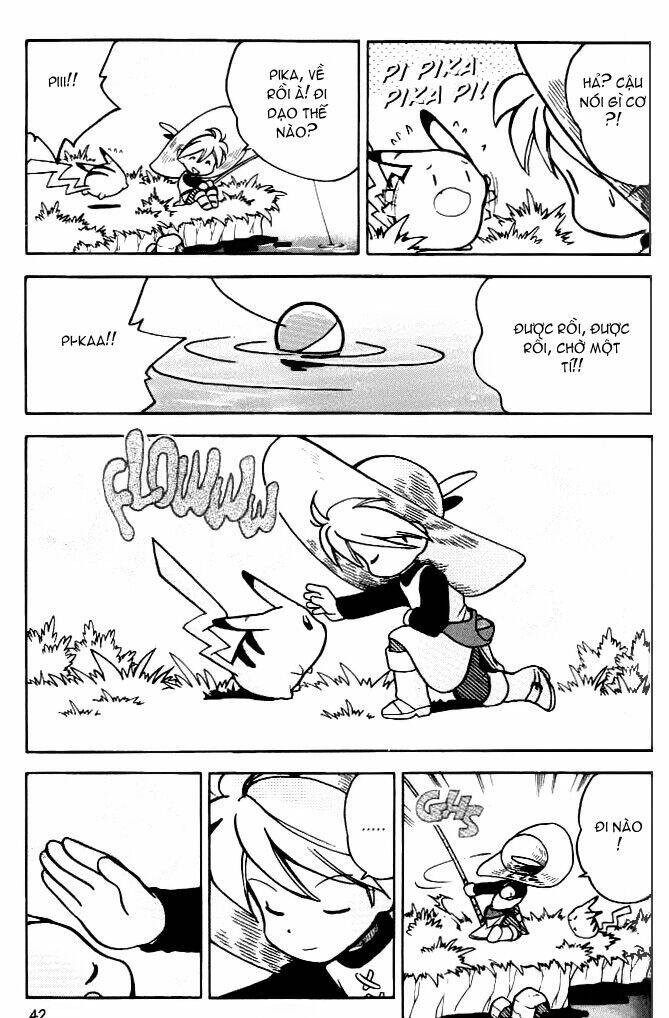 PIII!!
PIKA, VỀ
RỒI À! ĐI
DẠO THẾ
NÀO?
PI PIKA
PIKA PI!
HẢ? CẬU
NÓI GÌ CƠ
?!
PI-KAA!!
ĐƯỢC RỒI, ĐƯỢC
RỒI, CHỜ MỘT
TÍ?!
FLOWWW
.....
GHS
ĐI NÀO
!
42